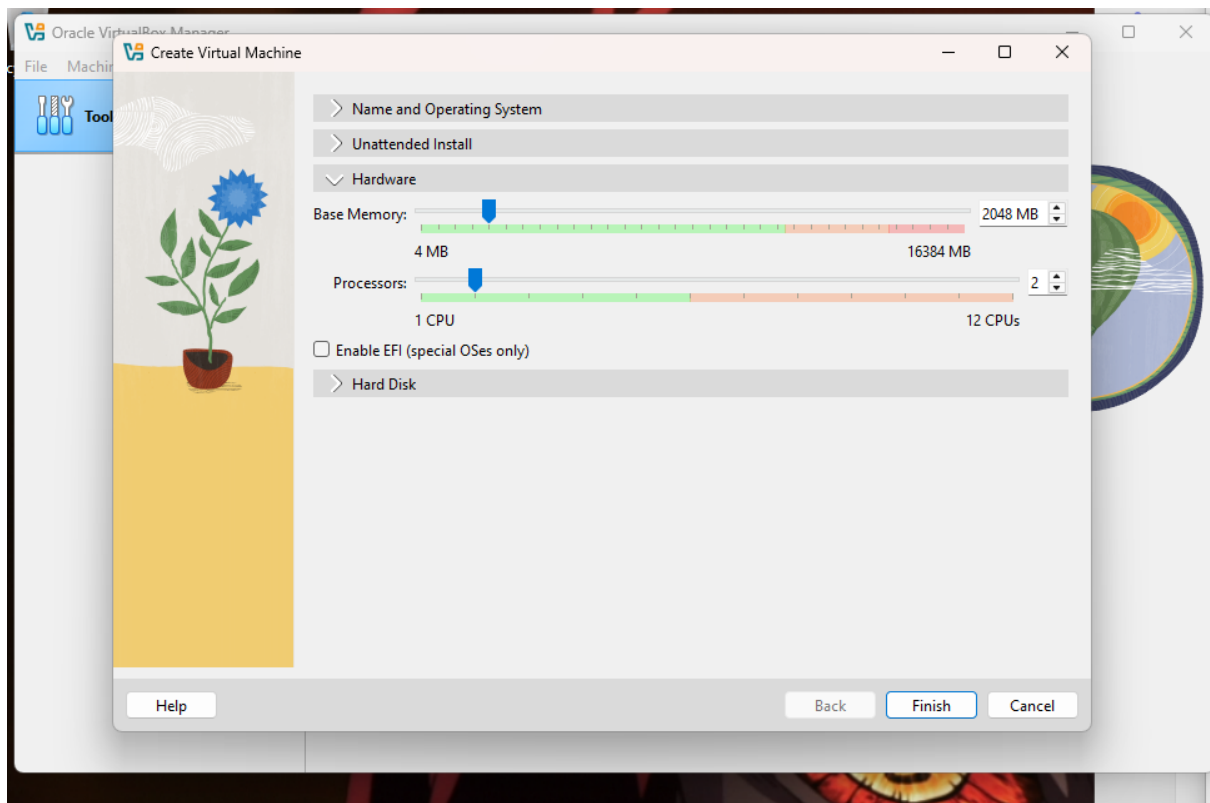 Oracle VirtualBox Manager
Create Virtual Machine
File Machin
Tool
Name and Operating System
Unattended Install
Hardware
Base Memory: 2048 MB
4 MB 16384 MB
Processors: 2
1 CPU 12 CPUs
Enable EFI (special OSes only)
Hard Disk
Help Back Finish Cancel